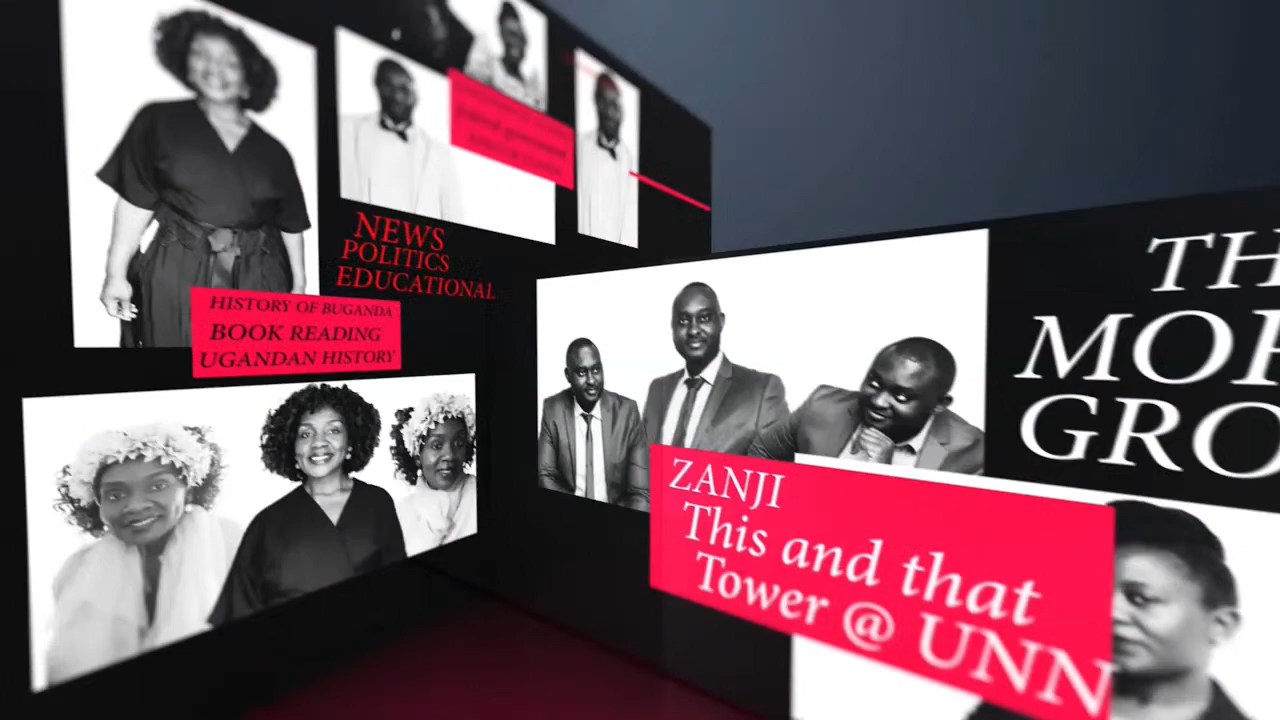 NEWS
POLITICS
EDUCATIONAL
HISTORY OF BUGANDA
BOOK READING
UGANDAN HISTORY
TH
MOR
GRO
ZANJI
This and that
Tower @ UNN